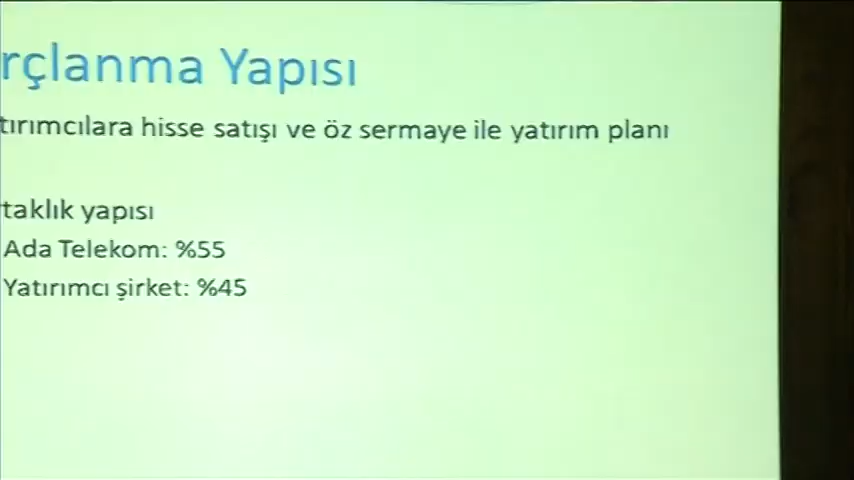 rçlanma Yapısı
tırımcılara hisse satışı ve öz sermaye ile yatırım planı
taklık yapısı
Ada Telekom: %55
Yatırımcı şirket: %45